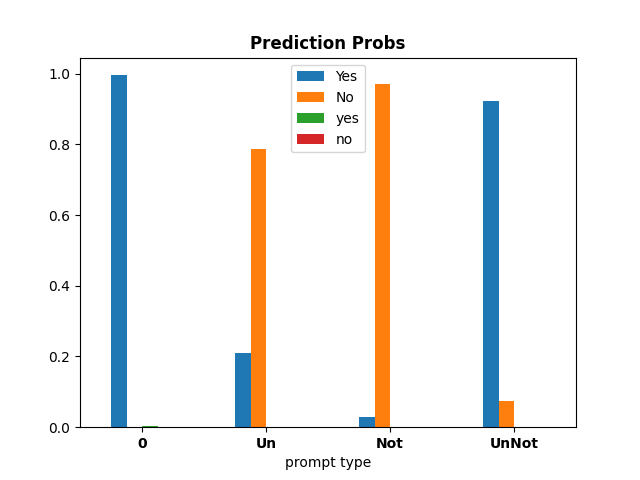 Prediction Probs
Yes
No
yes
no
1.0
0.8
0.6
0.4
0.2
0.0
0 Un Not UnNot
prompt type